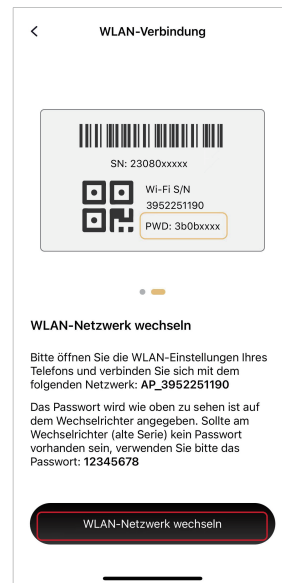 WLAN-Verbindung
SN: 23080xxxxx
Wi-Fi S/N
3952251190
PWD: 3b0bxxxx
WLAN-Netzwerk wechseln
Bitte öffnen Sie die WLAN-Einstellungen Ihres
Telefons und verbinden Sie sich mit dem
folgenden Netzwerk: AP_3952251190
Das Passwort wird wie oben zu sehen ist auf
dem Wechselrichter angegeben. Sollte am
Wechselrichter (alte Serie) kein Passwort
vorhanden sein, verwenden Sie bitte das
Passwort: 12345678
WLAN-Netzwerk wechseln